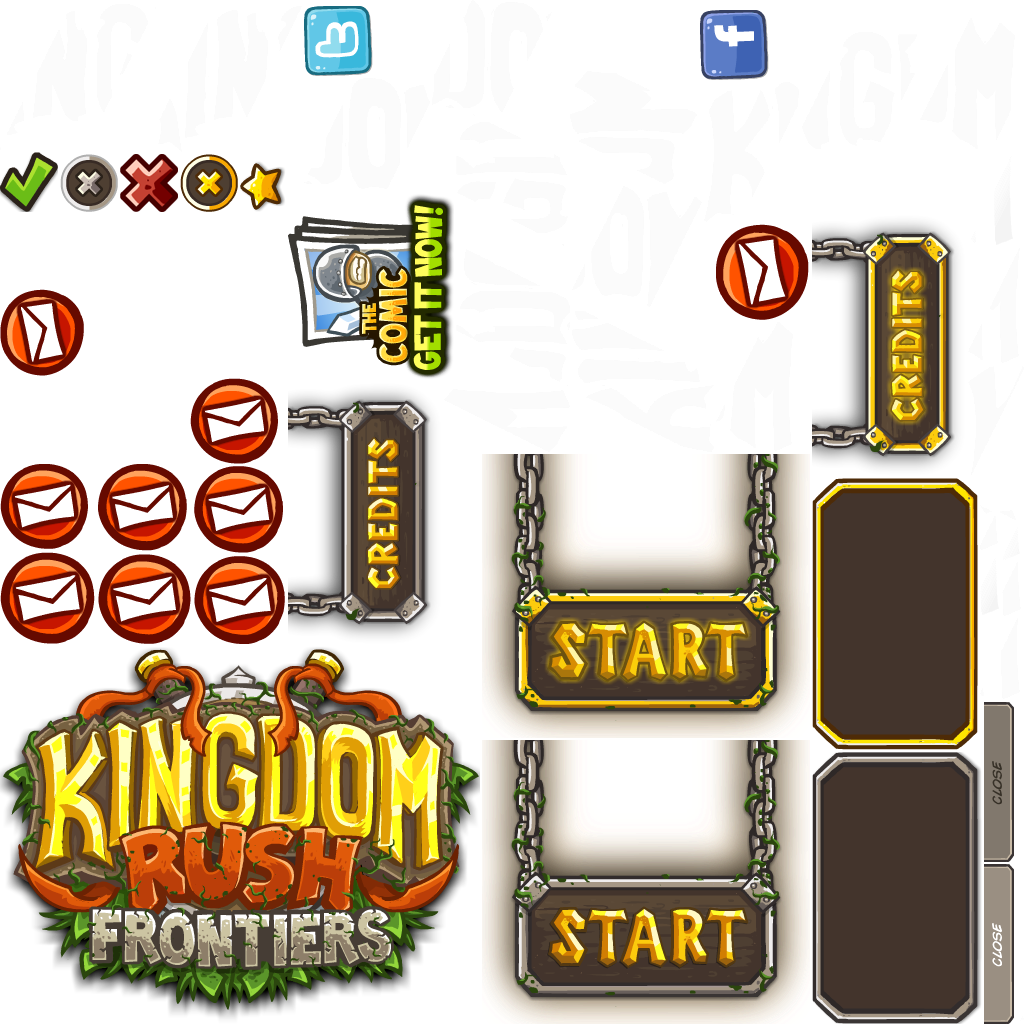 f
THE
COMIC
GET IT NOW!
CREDITS
CREDITS
START
KINGDOM
RUSH
FRONTIERS
START
CLOSE
CLOSE